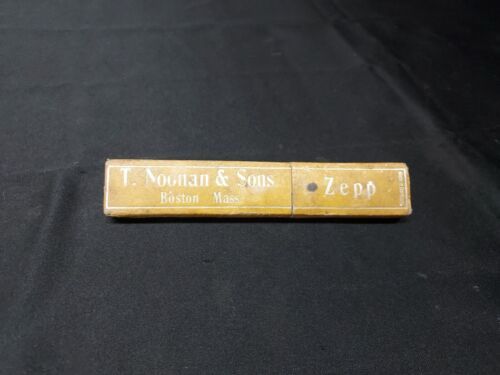 T. Noonan & Sons
Boston Mass
Zepp